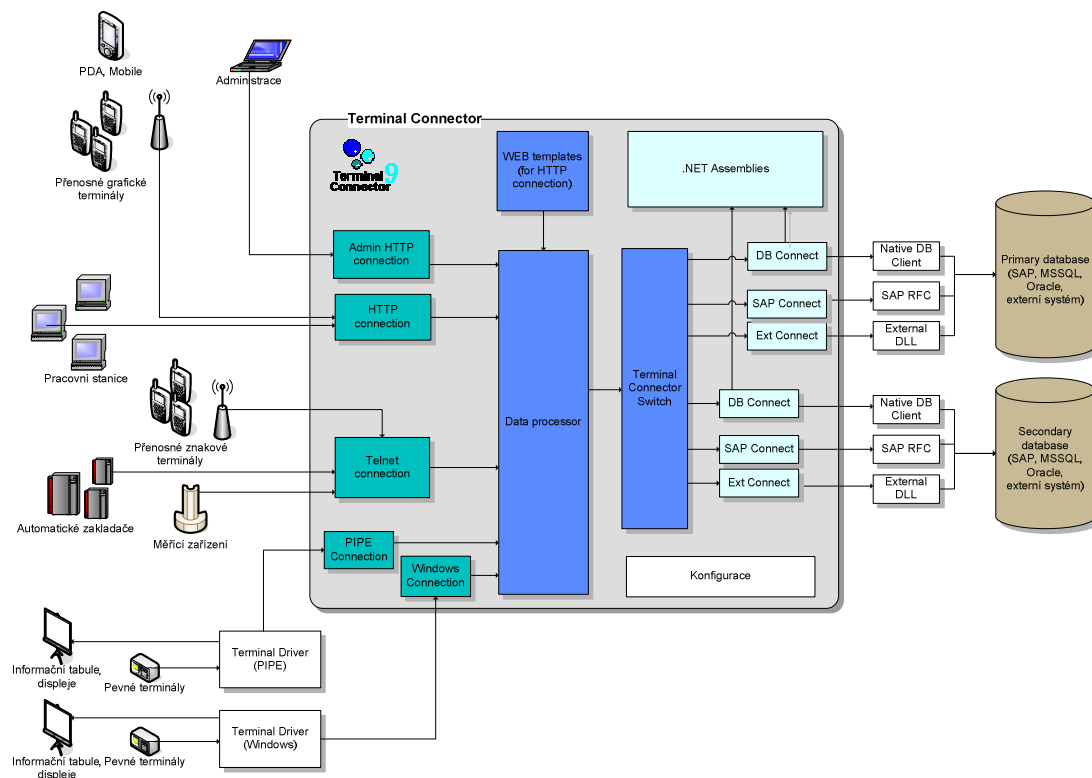 PDA, Mobile
Administrace
Přenosné grafické
terminály
Pracovní stanice
Přenosné znakové
terminály
Automatické zakladače
Měřící zařízení
Informační tabule,
displeje
Pevné terminály
Terminal Driver
(PIPE)
Informační tabule,
displeje
Pevné terminály
Terminal Driver
(Windows)
Terminal Connector
Terminal
Connector 9
WEB templates
(for HTTP
connection)
.NET Assemblies
Admin HTTP
connection
HTTP
connection
Telnet
connection
PIPE
Connection
Windows
Connection
Data processor
Terminal
Connector
Switch
DB Connect
SAP Connect
Ext Connect
DB Connect
SAP Connect
Ext Connect
Konfigurace
Native DB
Client
SAP RFC
External
DLL
Native DB
Client
SAP RFC
External
DLL
Primary database
(SAP, MSSQL,
Oracle,
externí systém)
Secondary
database
(SAP, MSSQL,
Oracle,
externí systém)